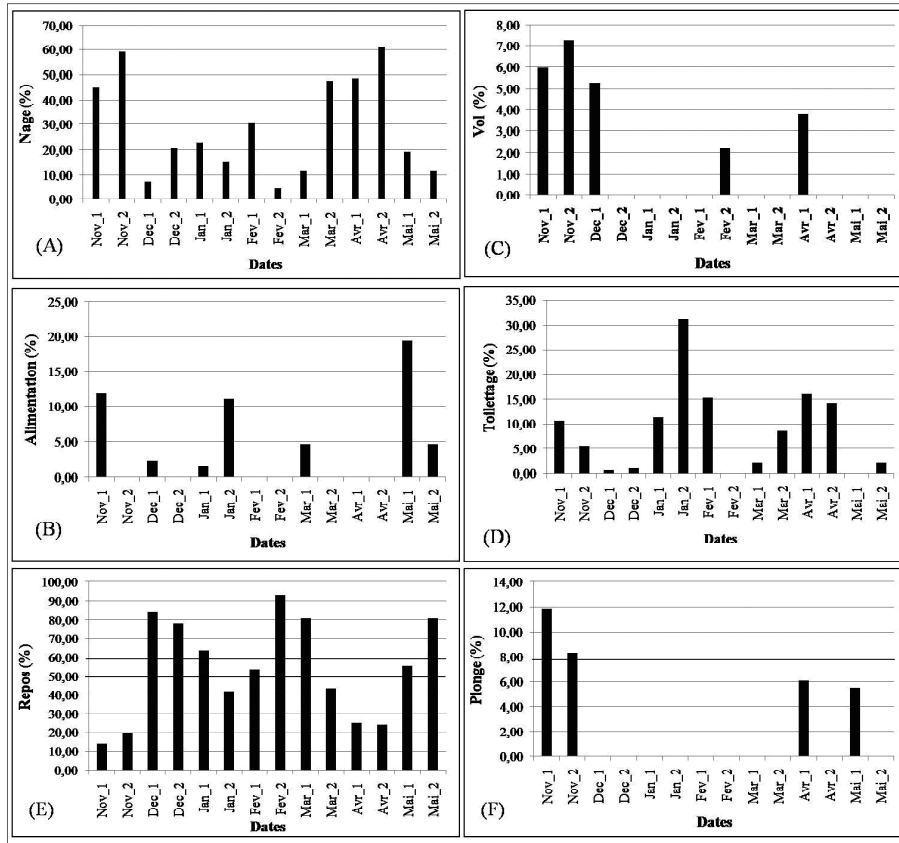 Nage (%)
70,00
60,00
50,00
40,00
30,00
20,00
10,00
0,00
Nov_1 Nov_2 Dec_1 Dec_2 Jan_1 Jan_2 Fev_1 Fev_2 Mar_1 Mar_2 Avr_1 Avr_2 Mai_1 Mai_2
Dates
(A)
Vol (%)
8,00
7,00
6,00
5,00
4,00
3,00
2,00
1,00
0,00
Nov_1 Nov_2 Dec_1 Dec_2 Jan_1 Jan_2 Fev_1 Fev_2 Mar_1 Mar_2 Avr_1 Avr_2 Mai_1 Mai_2
Dates
(C)
Alimentation (%)
25,00
20,00
15,00
10,00
5,00
0,00
Nov_1 Nov_2 Dec_1 Dec_2 Jan_1 Jan_2 Fev_1 Fev_2 Mar_1 Mar_2 Avr_1 Avr_2 Mai_1 Mai_2
Dates
(B)
Toilettage (%)
35,00
30,00
25,00
20,00
15,00
10,00
5,00
0,00
Nov_1 Nov_2 Dec_1 Dec_2 Jan_1 Jan_2 Fev_1 Fev_2 Mar_1 Mar_2 Avr_1 Avr_2 Mai_1 Mai_2
Dates
(D)
Repos (%)
100,00
90,00
80,00
70,00
60,00
50,00
40,00
30,00
20,00
10,00
0,00
Nov_1 Nov_2 Dec_1 Dec_2 Jan_1 Jan_2 Fev_1 Fev_2 Mar_1 Mar_2 Avr_1 Avr_2 Mai_1 Mai_2
Dates
(E)
Plonge (%)
14,00
12,00
10,00
8,00
6,00
4,00
2,00
0,00
Nov_1 Nov_2 Dec_1 Dec_2 Jan_1 Jan_2 Fev_1 Fev_2 Mar_1 Mar_2 Avr_1 Avr_2 Mai_1 Mai_2
Dates
(F)